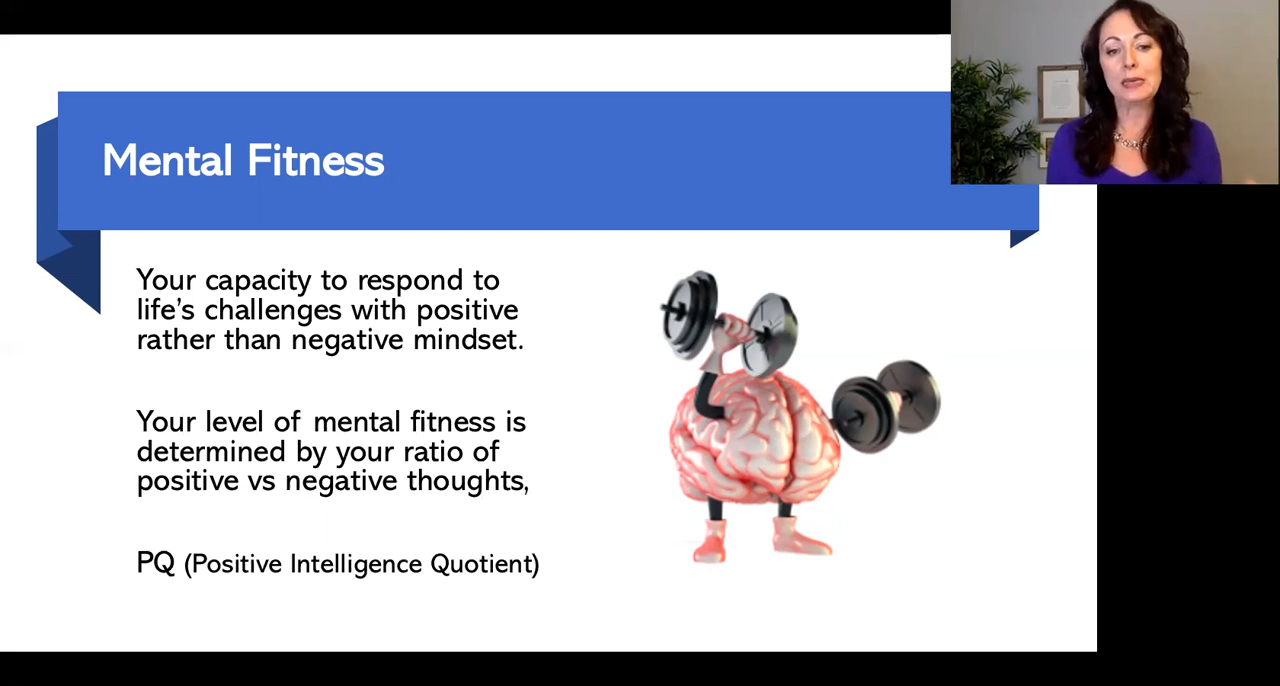 Mental Fitness
Your capacity to respond to
life’s challenges with positive
rather than negative mindset.
Your level of mental fitness is
determined by your ratio of
positive vs negative thoughts,
PQ (Positive Intelligence Quotient)